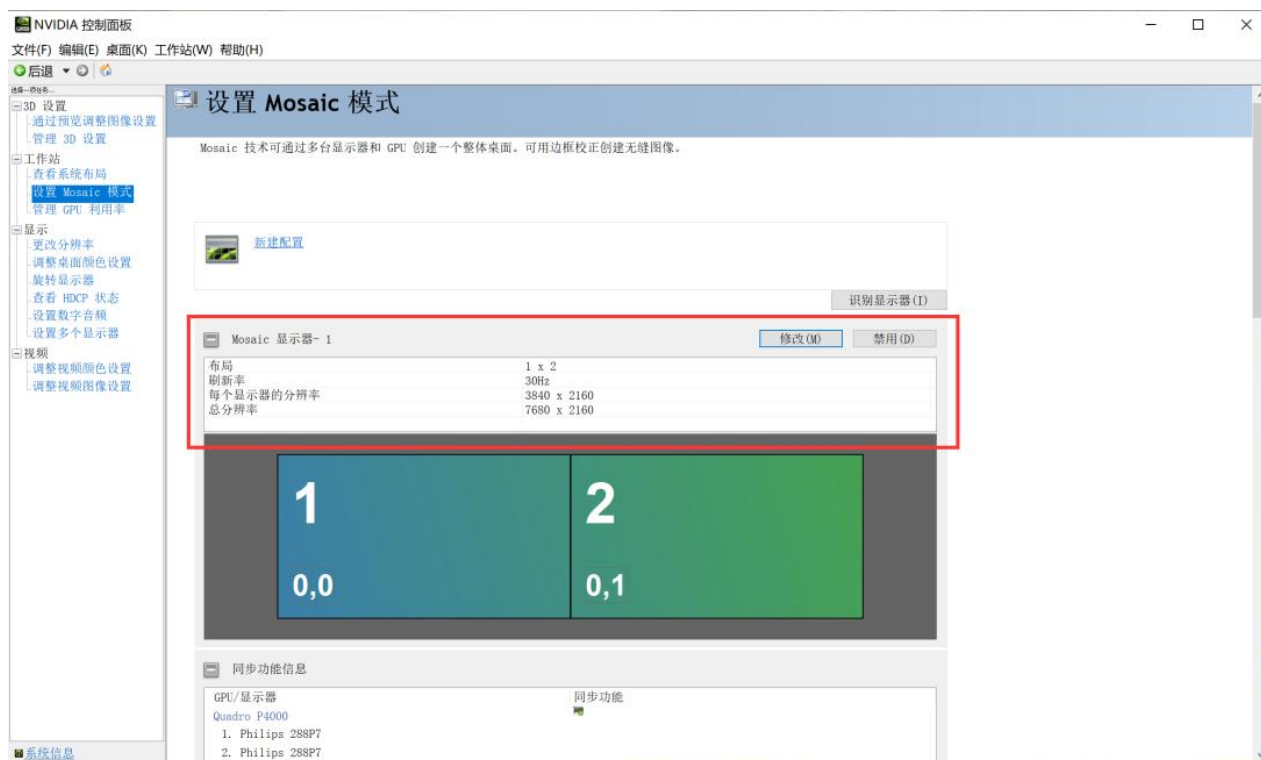 NVIDIA 控制面板
文件(F) 编辑(E) 桌面(K) 工作站(W) 帮助(H)
后退
选择一项任务...
3D 设置
通过预览调整图像设置
管理 3D 设置
工作站
查看系统布局
设置 Mosaic 模式
管理 GPU 利用率
显示
更改分辨率
调整桌面颜色设置
旋转显示器
查看 HDCP 状态
设置数字音频
设置多个显示器
视频
调整视频颜色设置
调整视频图像设置
系统信息
设置 Mosaic 模式
Mosaic 技术可通过多台显示器和 GPU 创建一个整体桌面。可用边框校正创建无缝图像。
新建配置
识别显示器(I)
Mosaic 显示器- 1
修改(M)
禁用(D)
布局 1 x 2
刷新率 30Hz
每个显示器的分辨率 3840 x 2160
总分辨率 7680 x 2160
1 2
0,0 0,1
同步功能信息
GPU/显示器 同步功能
Quadro P4000
1. Philips 288P7
2. Philips 288P7